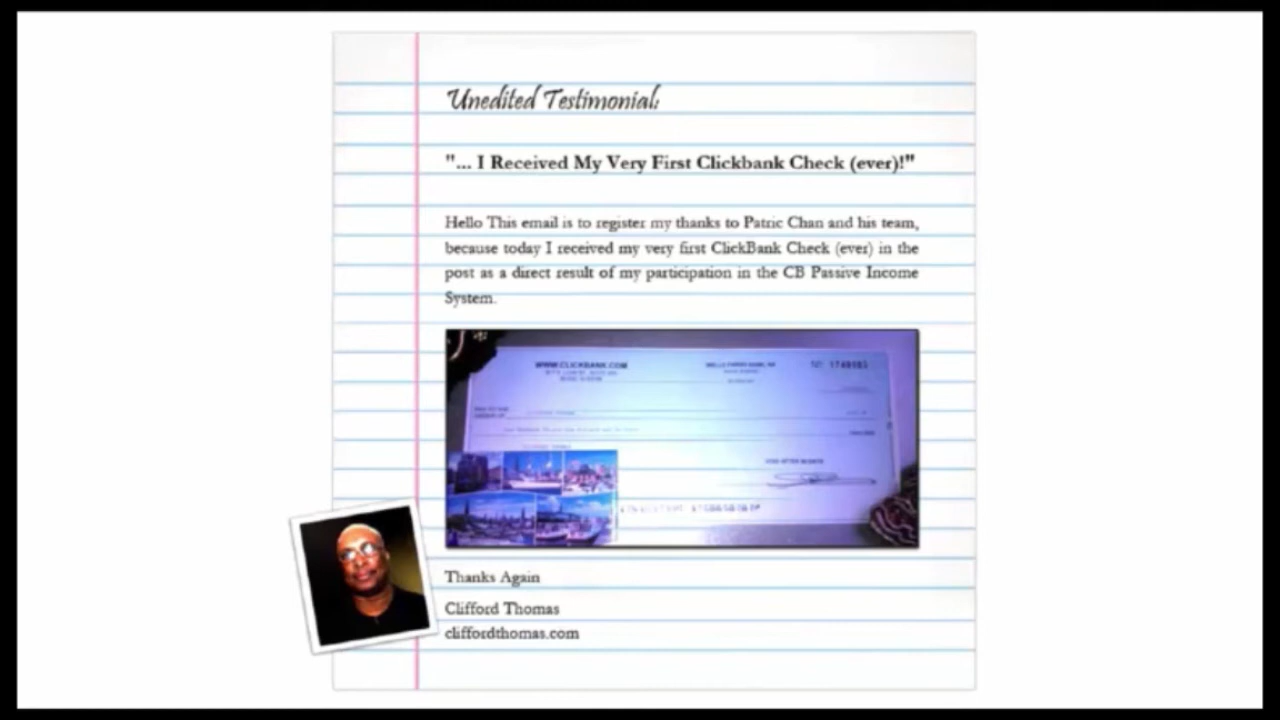 Unedited Testimonial:
"... I Received My Very First Clickbank Check (ever)!"
Hello This email is to register my thanks to Patric Chan and his team,
because today I received my very first ClickBank Check (ever) in the
post as a direct result of my participation in the CB Passive Income
System.
WWW.CLICKBANK.COM
Thanks Again
Clifford Thomas
cliffordthomas.com